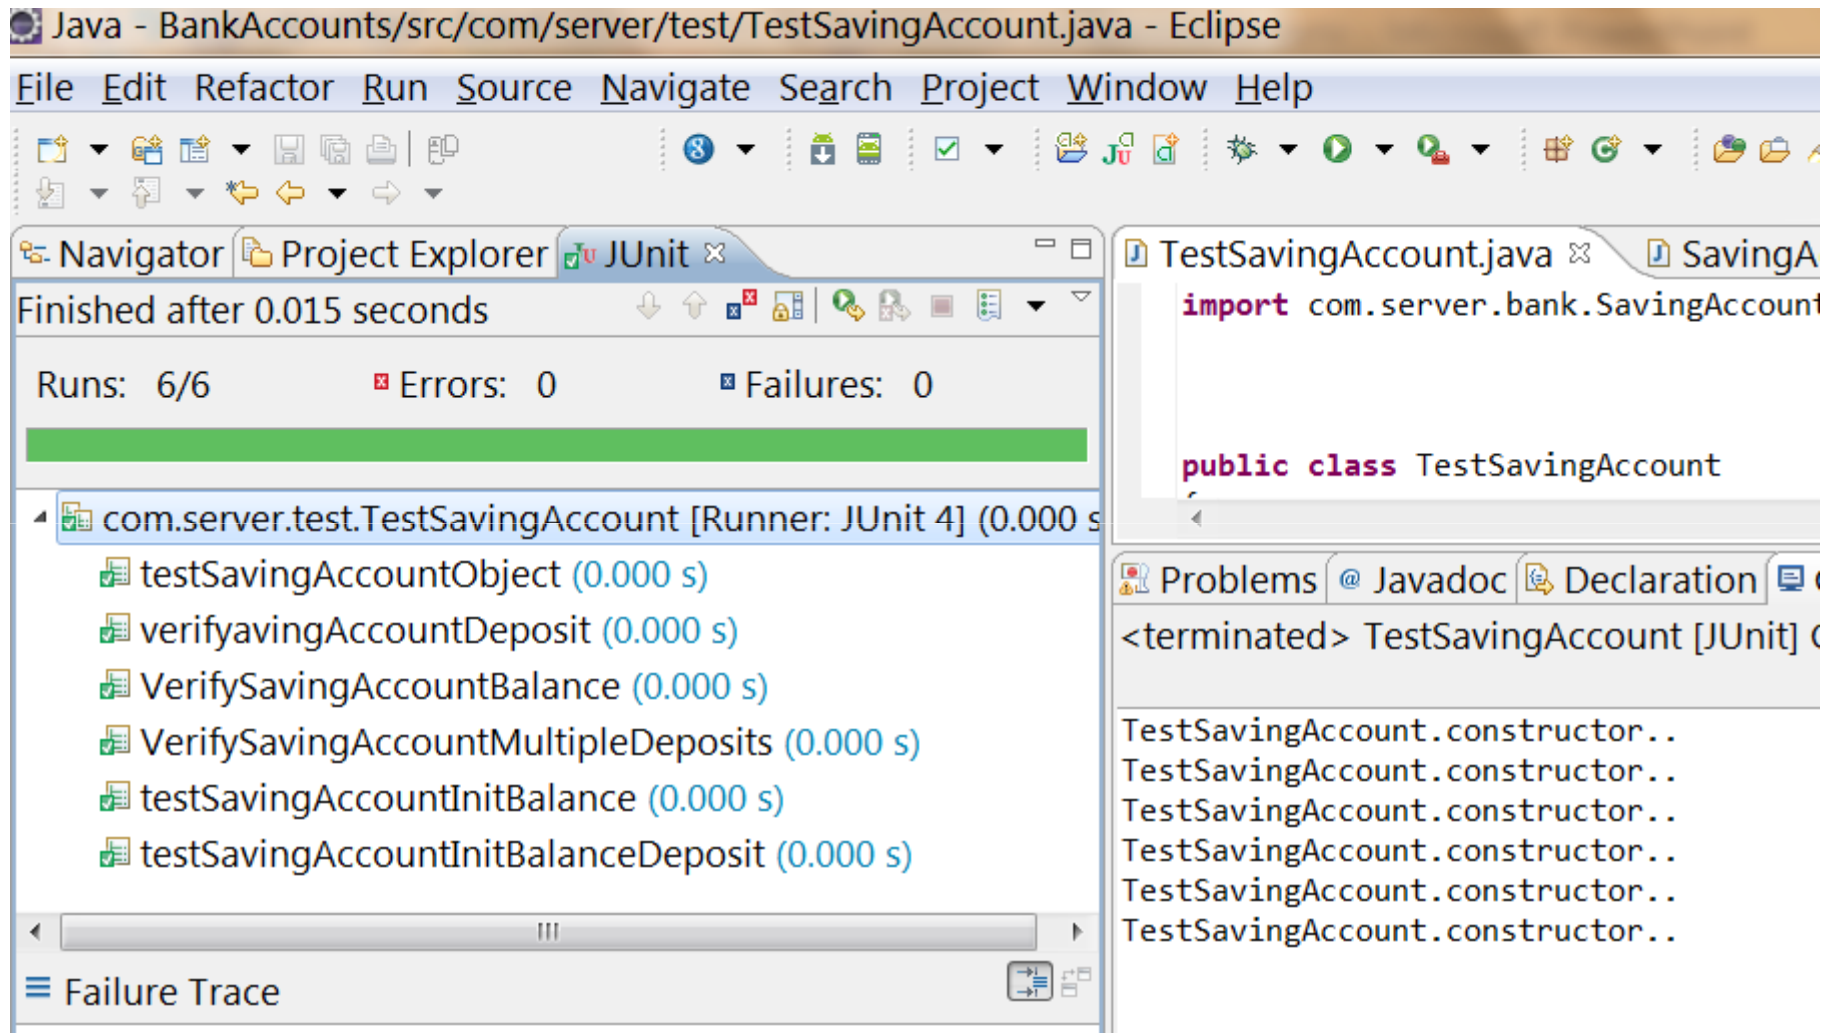 Java - BankAccounts/src/com/server/test/TestSavingAccount.java - Eclipse
File Edit Refactor Run Source Navigate Search Project Window Help
Navigator Project Explorer JUnit
Finished after 0.015 seconds
Runs: 6/6 Errors: 0 Failures: 0
com.server.test.TestSavingAccount [Runner: JUnit 4] (0.000 s
testSavingAccountObject (0.000 s)
verifyavingAccountDeposit (0.000 s)
VerifySavingAccountBalance (0.000 s)
VerifySavingAccountMultipleDeposits (0.000 s)
testSavingAccountInitBalance (0.000 s)
testSavingAccountInitBalanceDeposit (0.000 s)
Failure Trace
TestSavingAccount.java SavingA
import com.server.bank.SavingAccount
public class TestSavingAccount
Problems @ Javadoc Declaration
<terminated> TestSavingAccount [JUnit]
TestSavingAccount.constructor..
TestSavingAccount.constructor..
TestSavingAccount.constructor..
TestSavingAccount.constructor..
TestSavingAccount.constructor..
TestSavingAccount.constructor..